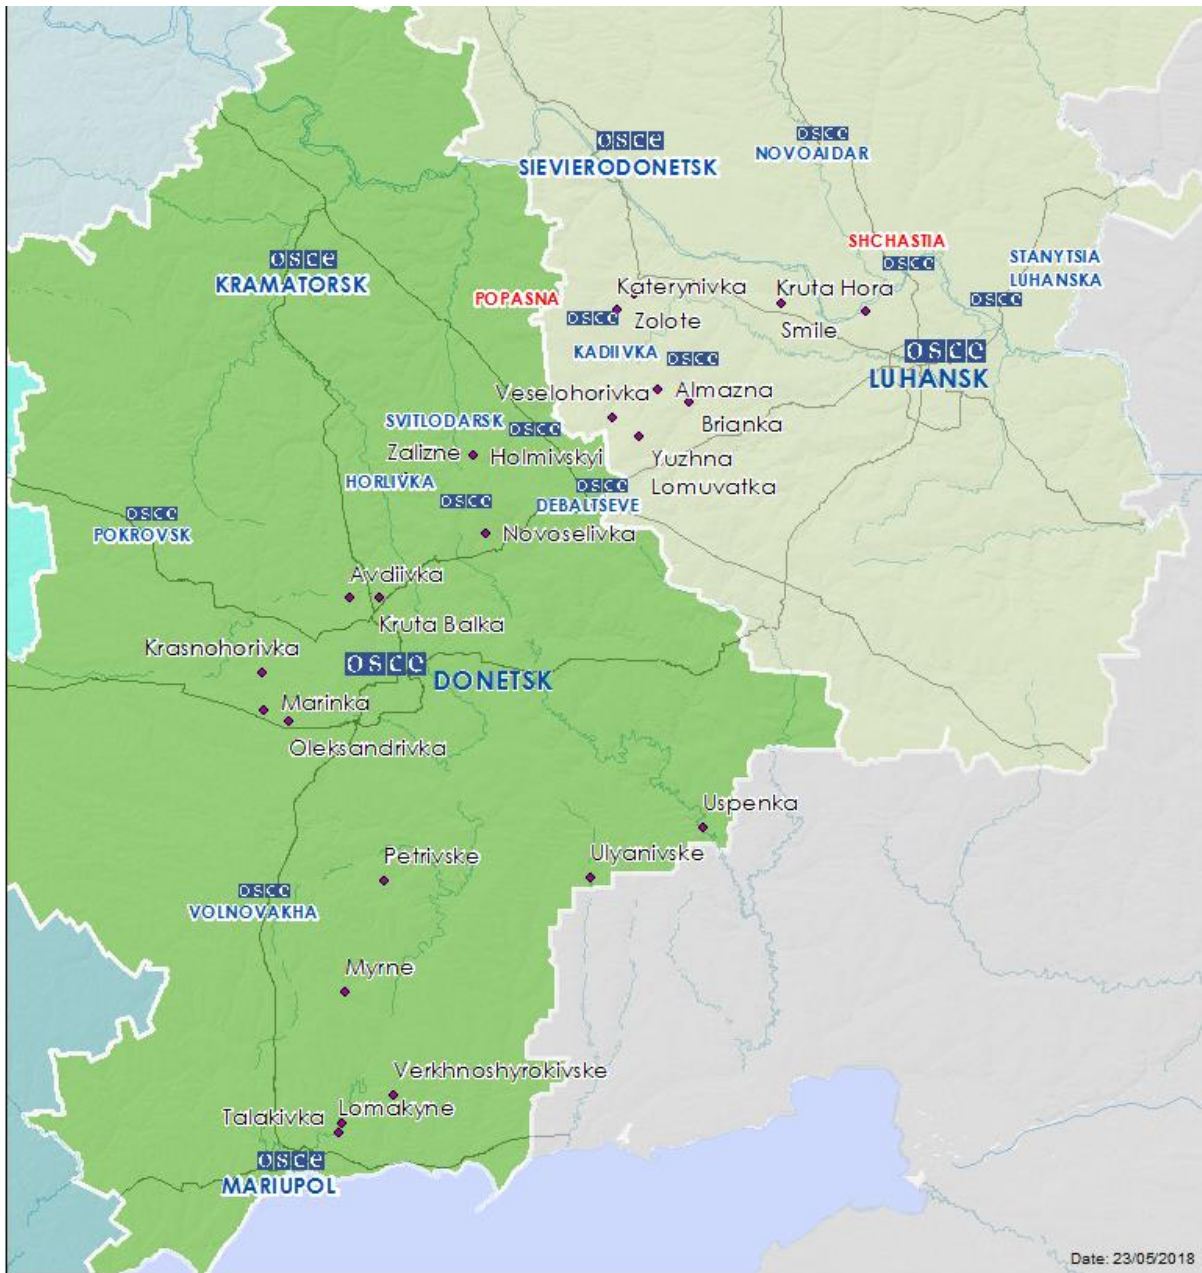 OSCE
SIEVIERODONETSK
OSCE
NOVOAIDAR
OSCE
KRAMATORSK
SHCHASTIA
OSCE
STANYTSIA
LUHANSKA
OSCE
POPASNA
OSCE
Katerynivka
Zolote
Kruta Hora
Smile
KADIIVKA
OSCE
OSCE
LUHANSK
Veselohorivka
Almazna
Brianka
SVITLODARSK
OSCE
Zalizne
Holmivskyi
Yuzhna
Lomuvatka
HORLIVKA
OSCE
OSCE
DEBALTSEVE
OSCE
POKROVSK
Novoselivka
Avdiivka
Kruta Balka
Krasnohorivka
OSCE
DONETSK
Marinka
Oleksandrivka
Uspenka
Ulyanivske
Petrivske
OSCE
VOLNOVAKHA
Myrne
Verkhnoshyrokivske
Lomakyne
Talakivka
OSCE
MARIUPOL
Date: 23/05/2018